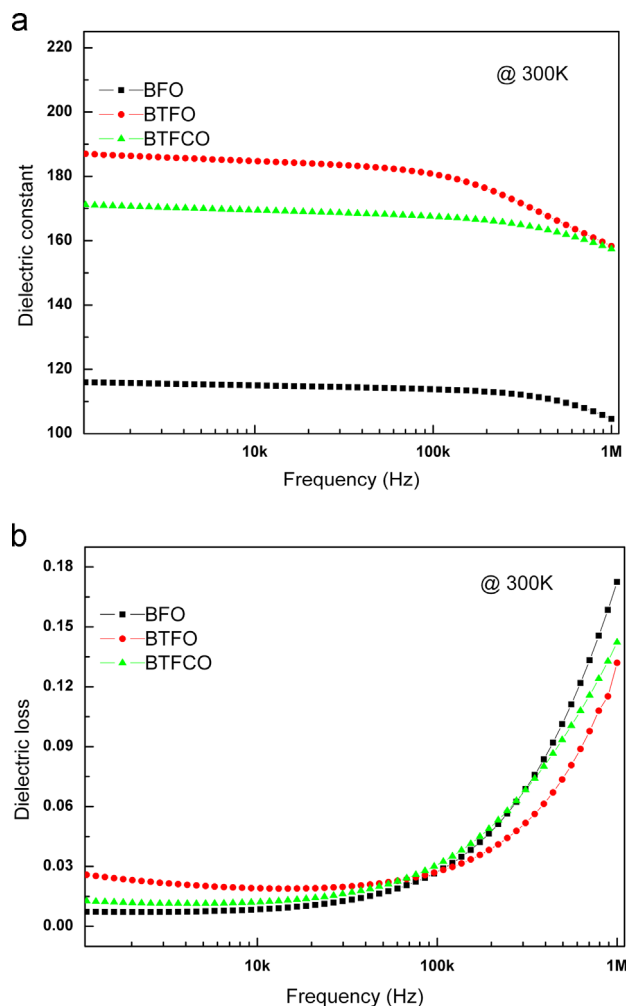 a
@ 300K
BFO
BTFO
BTFCO
220
200
180
160
140
120
100
Dielectric constant
10k 100k 1M
Frequency (Hz)
b
@ 300K
BFO
BTFO
BTFCO
0.18
0.15
0.12
0.09
0.06
0.03
0.00
Dielectric loss
10k 100k 1M
Frequency (Hz)